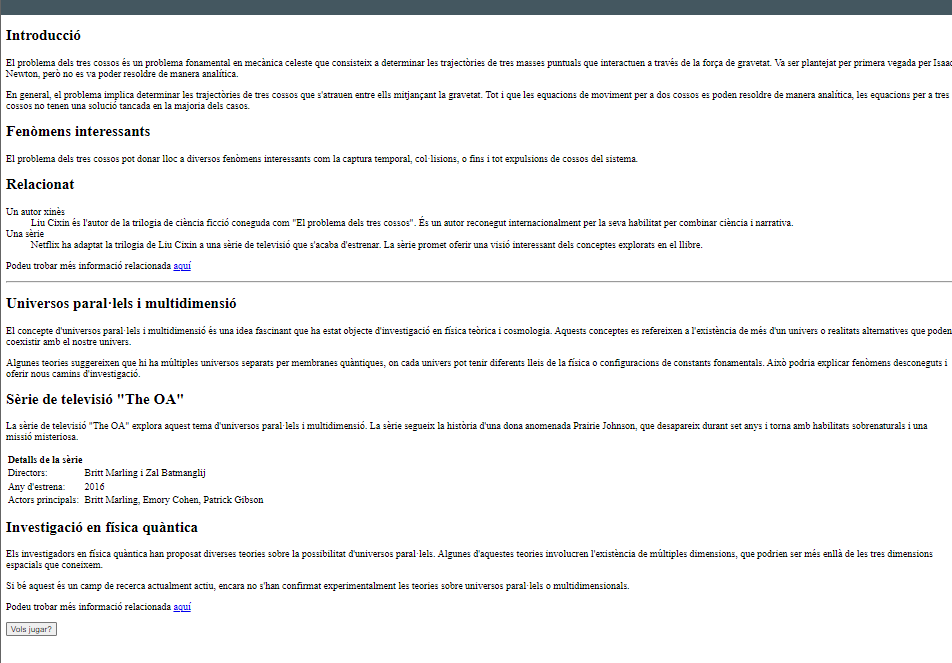 Introducció
El problema dels tres cossos és un problema fonamental en mecànica celeste que consisteix a determinar les trajectòries de tres masses puntuals que interactuen a través de la força de gravetat. Va ser plantejat per primera vegada per Isaac
Newton, però no es va poder resoldre de manera analítica.
En general, el problema implica determinar les trajectòries de tres cossos que s'atrauen entre ells mitjançant la gravetat. Tot i que les equacions de moviment per a dos cossos es poden resoldre de manera analítica, les equacions per a tres
cossos no tenen una solució tancada en la majoria dels casos.
Fenòmens interessants
El problema dels tres cossos pot donar lloc a diversos fenòmens interessants com la captura temporal, col·lisions, o fins i tot expulsions de cossos del sistema.
Relacionat
Un autor xinès
Liu Cixin és l'autor de la trilogia de ciència ficció coneguda com "El problema dels tres cossos". És un autor reconegut internacionalment per la seva habilitat per combinar ciència i narrativa.
Una sèrie
Netflix ha adaptat la trilogia de Liu Cixin a una sèrie de televisió que s'acaba d'estrenar. La sèrie promet oferir una visió interessant dels conceptes explorats en el llibre.
Podeu trobar més informació relacionada aquí
Universos paral·lels i multidimensió
El concepte d'universos paral·lels i multidimensió és una idea fascinant que ha estat objecte d'investigació en física teòrica i cosmologia. Aquests conceptes es refereixen a l'existència de més d'un univers o realitats alternatives que poden
coexistir amb el nostre univers.
Algunes teories suggereixen que hi ha múltiples universos separats per membranes quàntiques, on cada univers pot tenir diferents lleis de la física o configuracions de constants fonamentals. Això podria explicar fenòmens desconeguts i
oferir nous camins d'investigació.
Sèrie de televisió "The OA"
La sèrie de televisió "The OA" explora aquest tema d'universos paral·lels i multidimensió. La sèrie segueix la història d'una dona anomenada Prairie Johnson, que desapareix durant set anys i torna amb habilitats sobrenaturals i una
missió misteriosa.
Detalls de la sèrie
Directors: Britt Marling i Zal Batmanglij
Any d'estrena: 2016
Actors principals: Britt Marling, Emory Cohen, Patrick Gibson
Investigació en física quàntica
Els investigadors en física quàntica han proposat diverses teories sobre la possibilitat d'universos paral·lels. Algunes d'aquestes teories involucren l'existència de múltiples dimensions, que podrien ser més enllà de les tres dimensions
espacials que coneixem.
Si bé aquest és un camp de recerca actualment actiu, encara no s'han confirmat experimentalment les teories sobre universos paral·lels o multidimensionals.
Podeu trobar més informació relacionada aquí
Vols jugar?